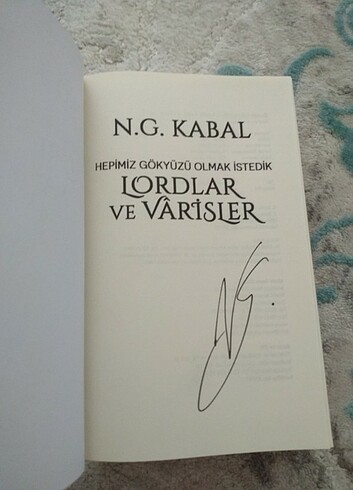 N.G. KABAL
HEPİMİZ GÖKYÜZÜ OLMAK İSTEDİK
LORDLAR
VE VÂRİSLER